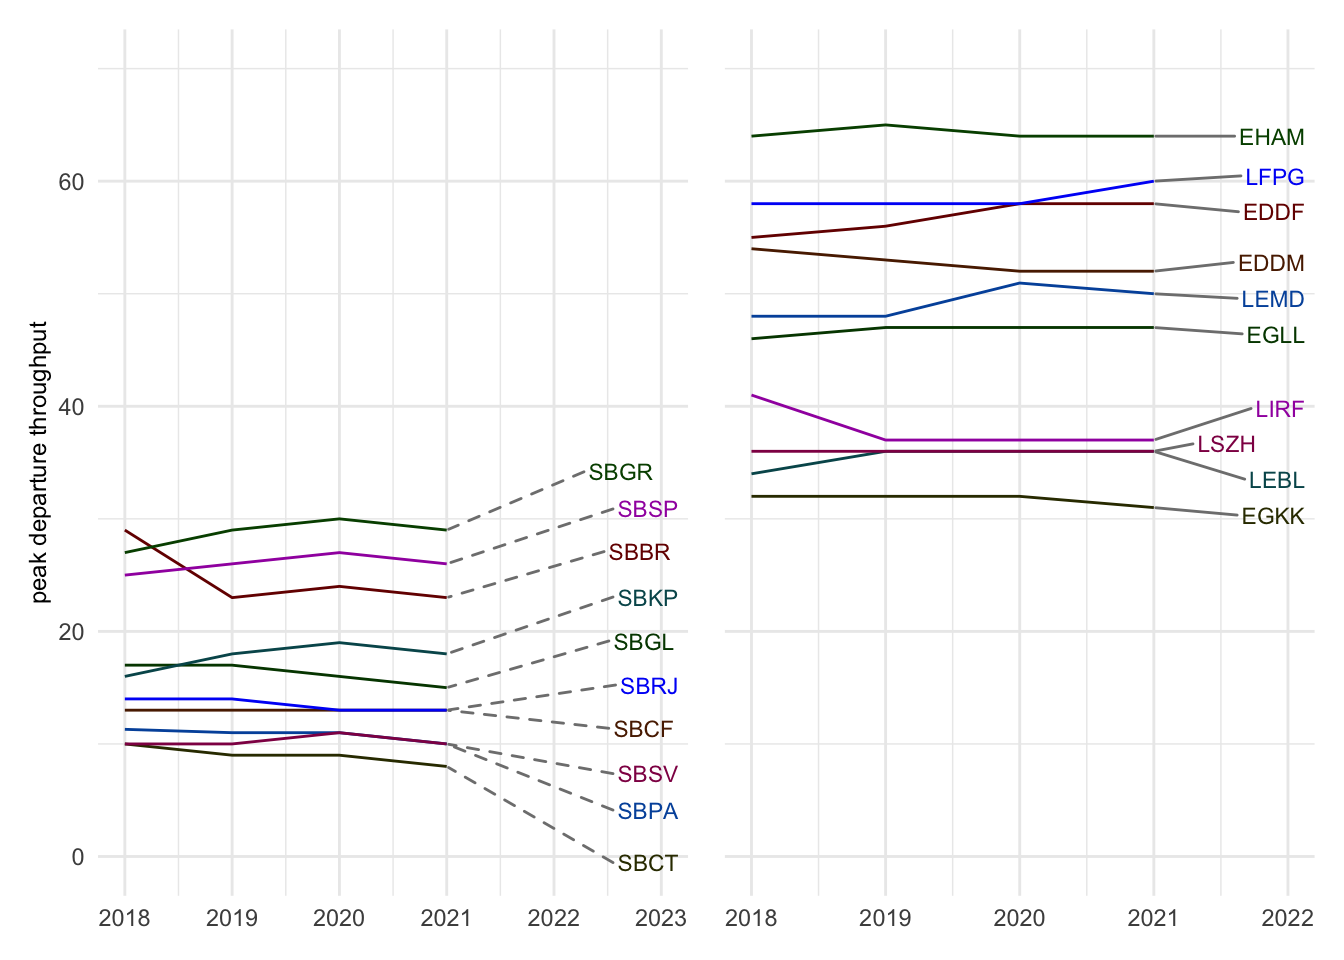 peak departure throughput
60
40
20
0
SBGR
SBSP
SBBR
SBKP
SBGL
SBRJ
SBCF
SBSV
SBPA
SBCT
2018 2019 2020 2021 2022 2023
EHAM
LFPG
EDDF
EDDM
LEMD
EGLL
LIRF
LSZH
LEBL
EGKK
2018 2019 2020 2021 2022